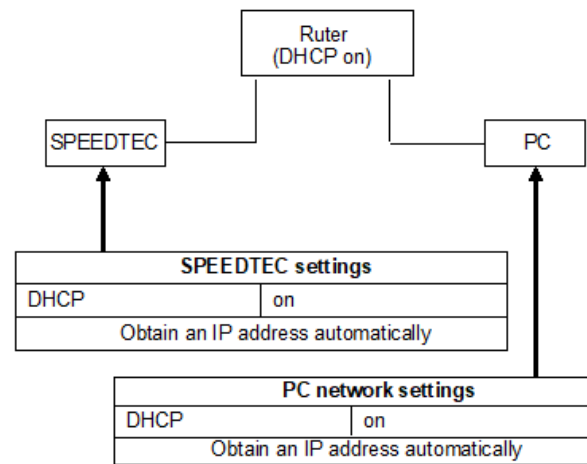 Ruter
(DHCP on)
SPEEDTEC
PC
SPEEDTEC settings
DHCP on
Obtain an IP address automatically
PC network settings
DHCP on
Obtain an IP address automatically